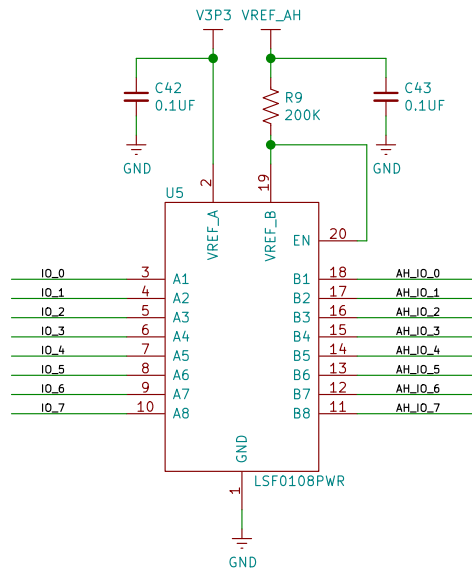 V3P3 VREF_AH
C42
0.1UF
GND
R9
200K
C43
0.1UF
GND
U5
2
19
VREF_A
VREF_B
EN 20
IO_0 3 A1 B1 18 AH_IO_0
IO_1 4 A2 B2 17 AH_IO_1
IO_2 5 A3 B3 16 AH_IO_2
IO_3 6 A4 B4 15 AH_IO_3
IO_4 7 A5 B5 14 AH_IO_4
IO_5 8 A6 B6 13 AH_IO_5
IO_6 9 A7 B7 12 AH_IO_6
IO_7 10 A8 B8 11 AH_IO_7
GND
1
LSF0108PWR
GND